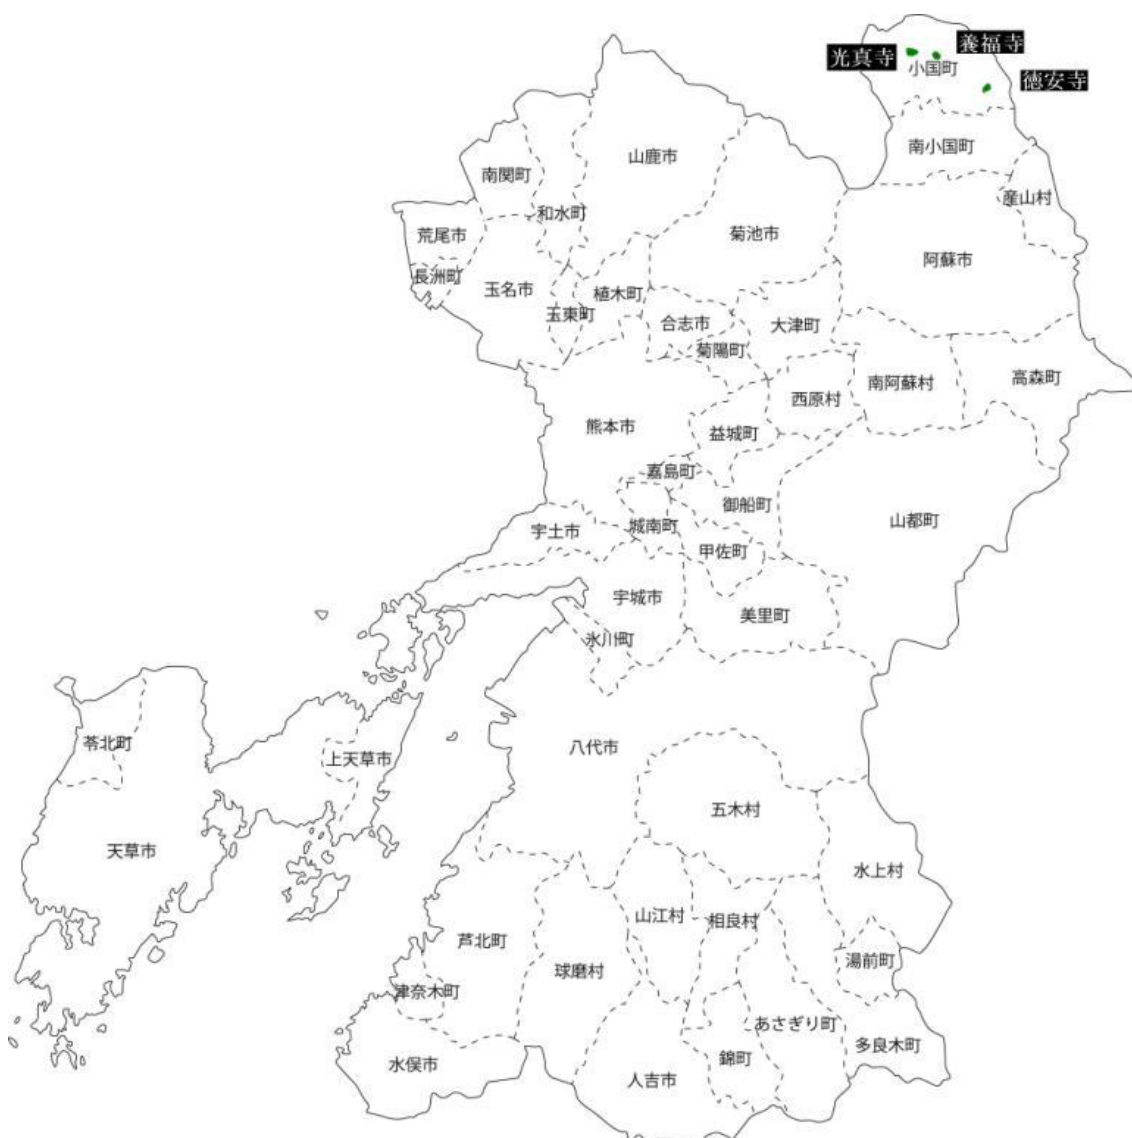 養福寺
光真寺
小国町
徳安寺
南小国町
山鹿市
南関町
産山村
和水町
荒尾市
菊池市
阿蘇市
長洲町
玉名市
植木町
玉東町
合志市
大津町
菊陽町
高森町
南阿蘇村
西原村
熊本市
益城町
嘉島町
御船町
山都町
城南町
宇土市
甲佐町
宇城市
美里町
氷川町
苓北町
八代市
上天草市
五木村
天草市
水上村
山江村
相良村
芦北町
湯前町
球磨村
津奈木町
あさぎり町
多良木町
錦町
水俣市
人吉市